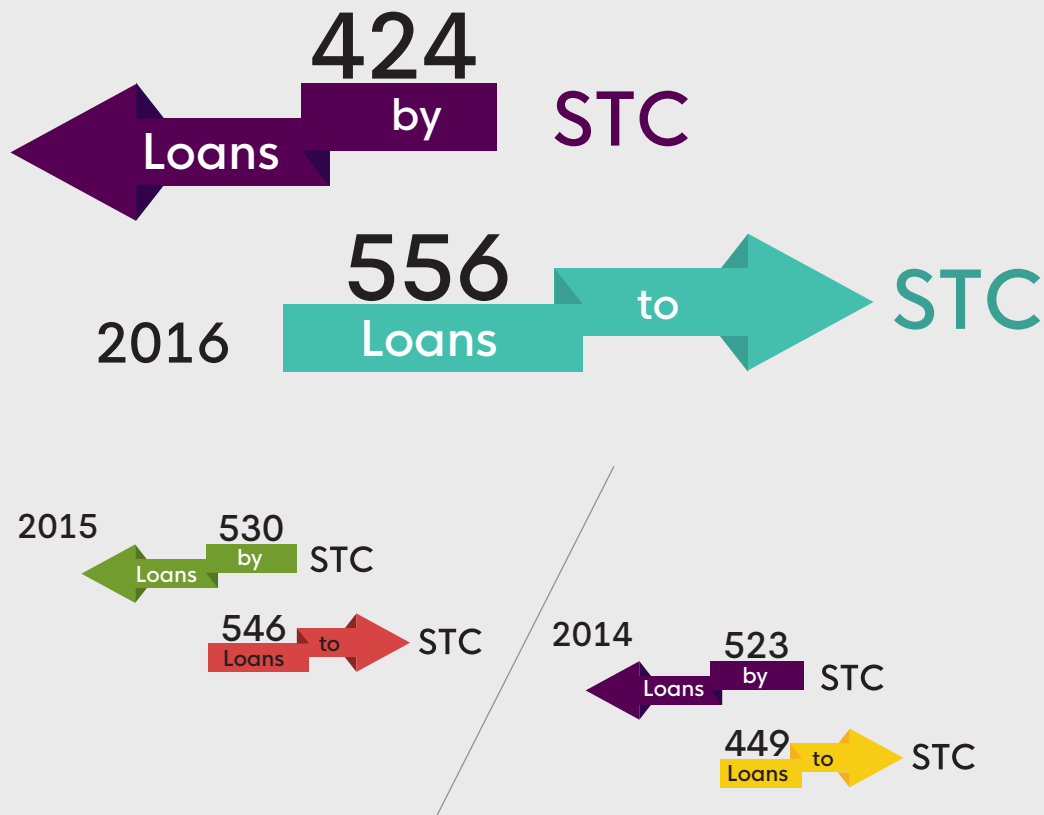 424
by STC
Loans
556
to STC
2016 Loans
2015 530
by STC
Loans
546
to STC
Loans
2014 523
by STC
Loans
449
to STC
Loans